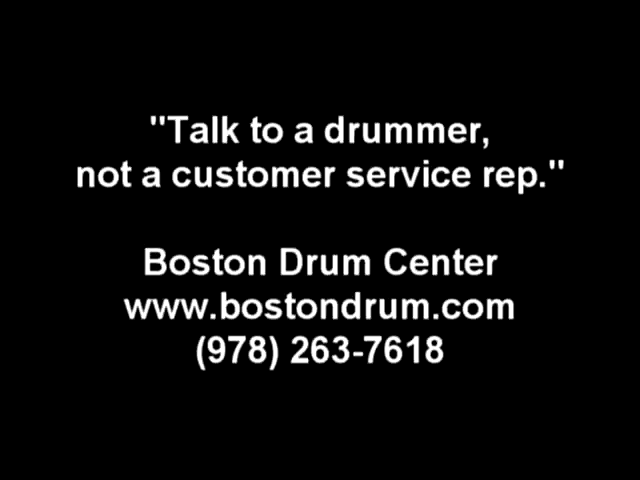 "Talk to a drummer,
not a customer service rep."
Boston Drum Center
www.bostondrum.com
(978) 263-7618